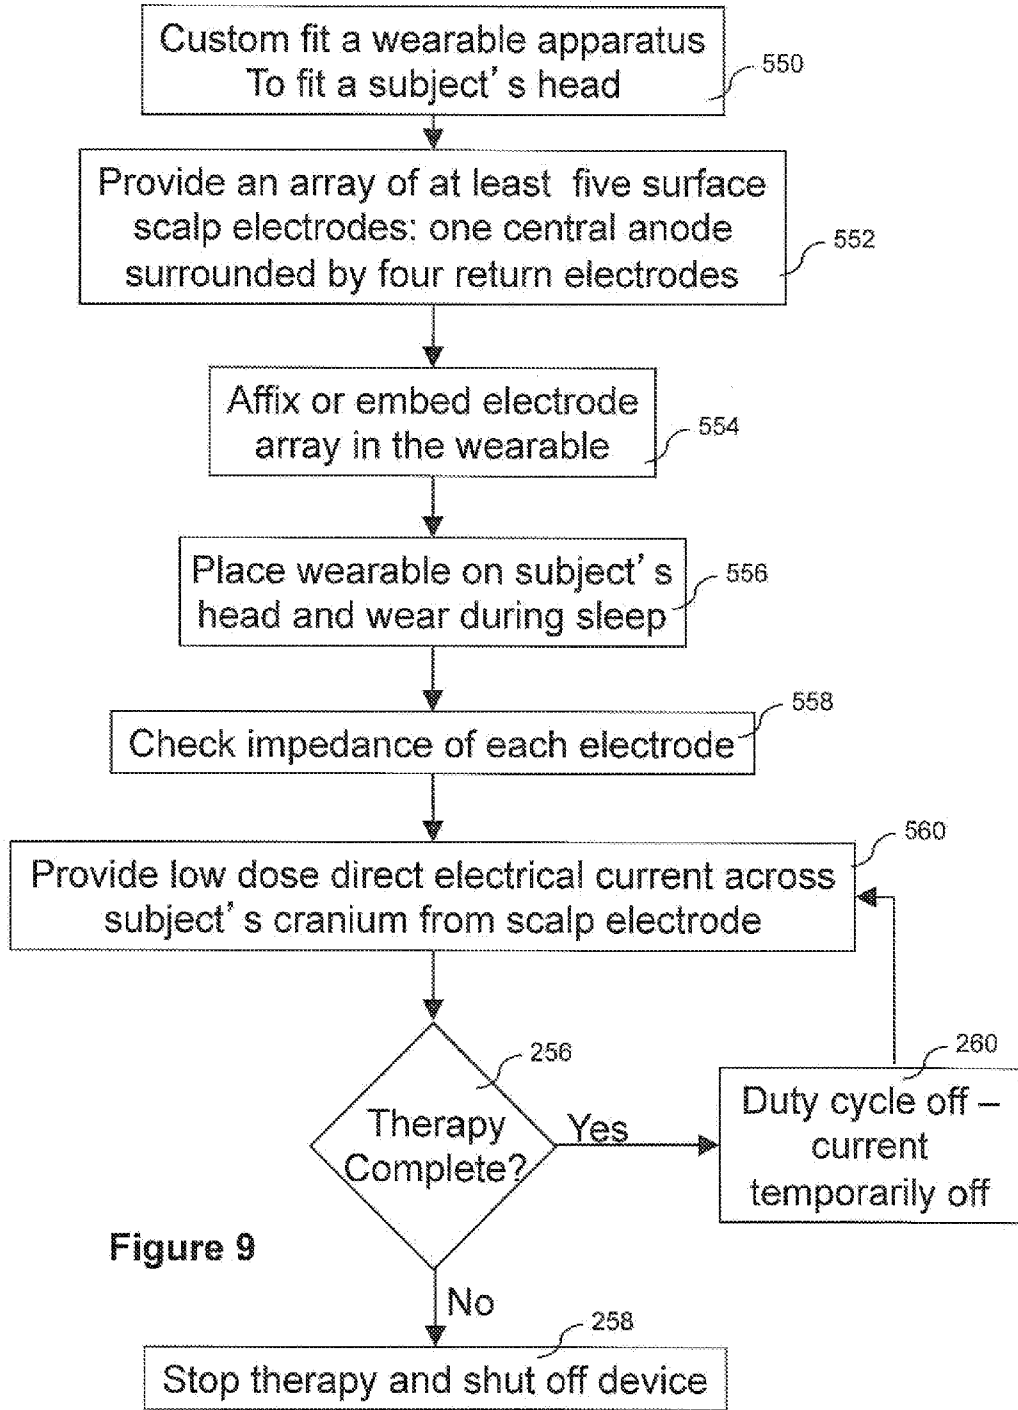 Custom fit a wearable apparatus
To fit a subject's head
550
Provide an array of at least five surface
scalp electrodes: one central anode
surrounded by four return electrodes
552
Affix or embed electrode
array in the wearable
554
Place wearable on subject's
head and wear during sleep
556
Check impedance of each electrode
558
Provide low dose direct electrical current across
subject's cranium from scalp electrode
560
Therapy
Complete?
256
Yes
Duty cycle off –
current
temporarily off
260
Figure 9
No
Stop therapy and shut off device
258